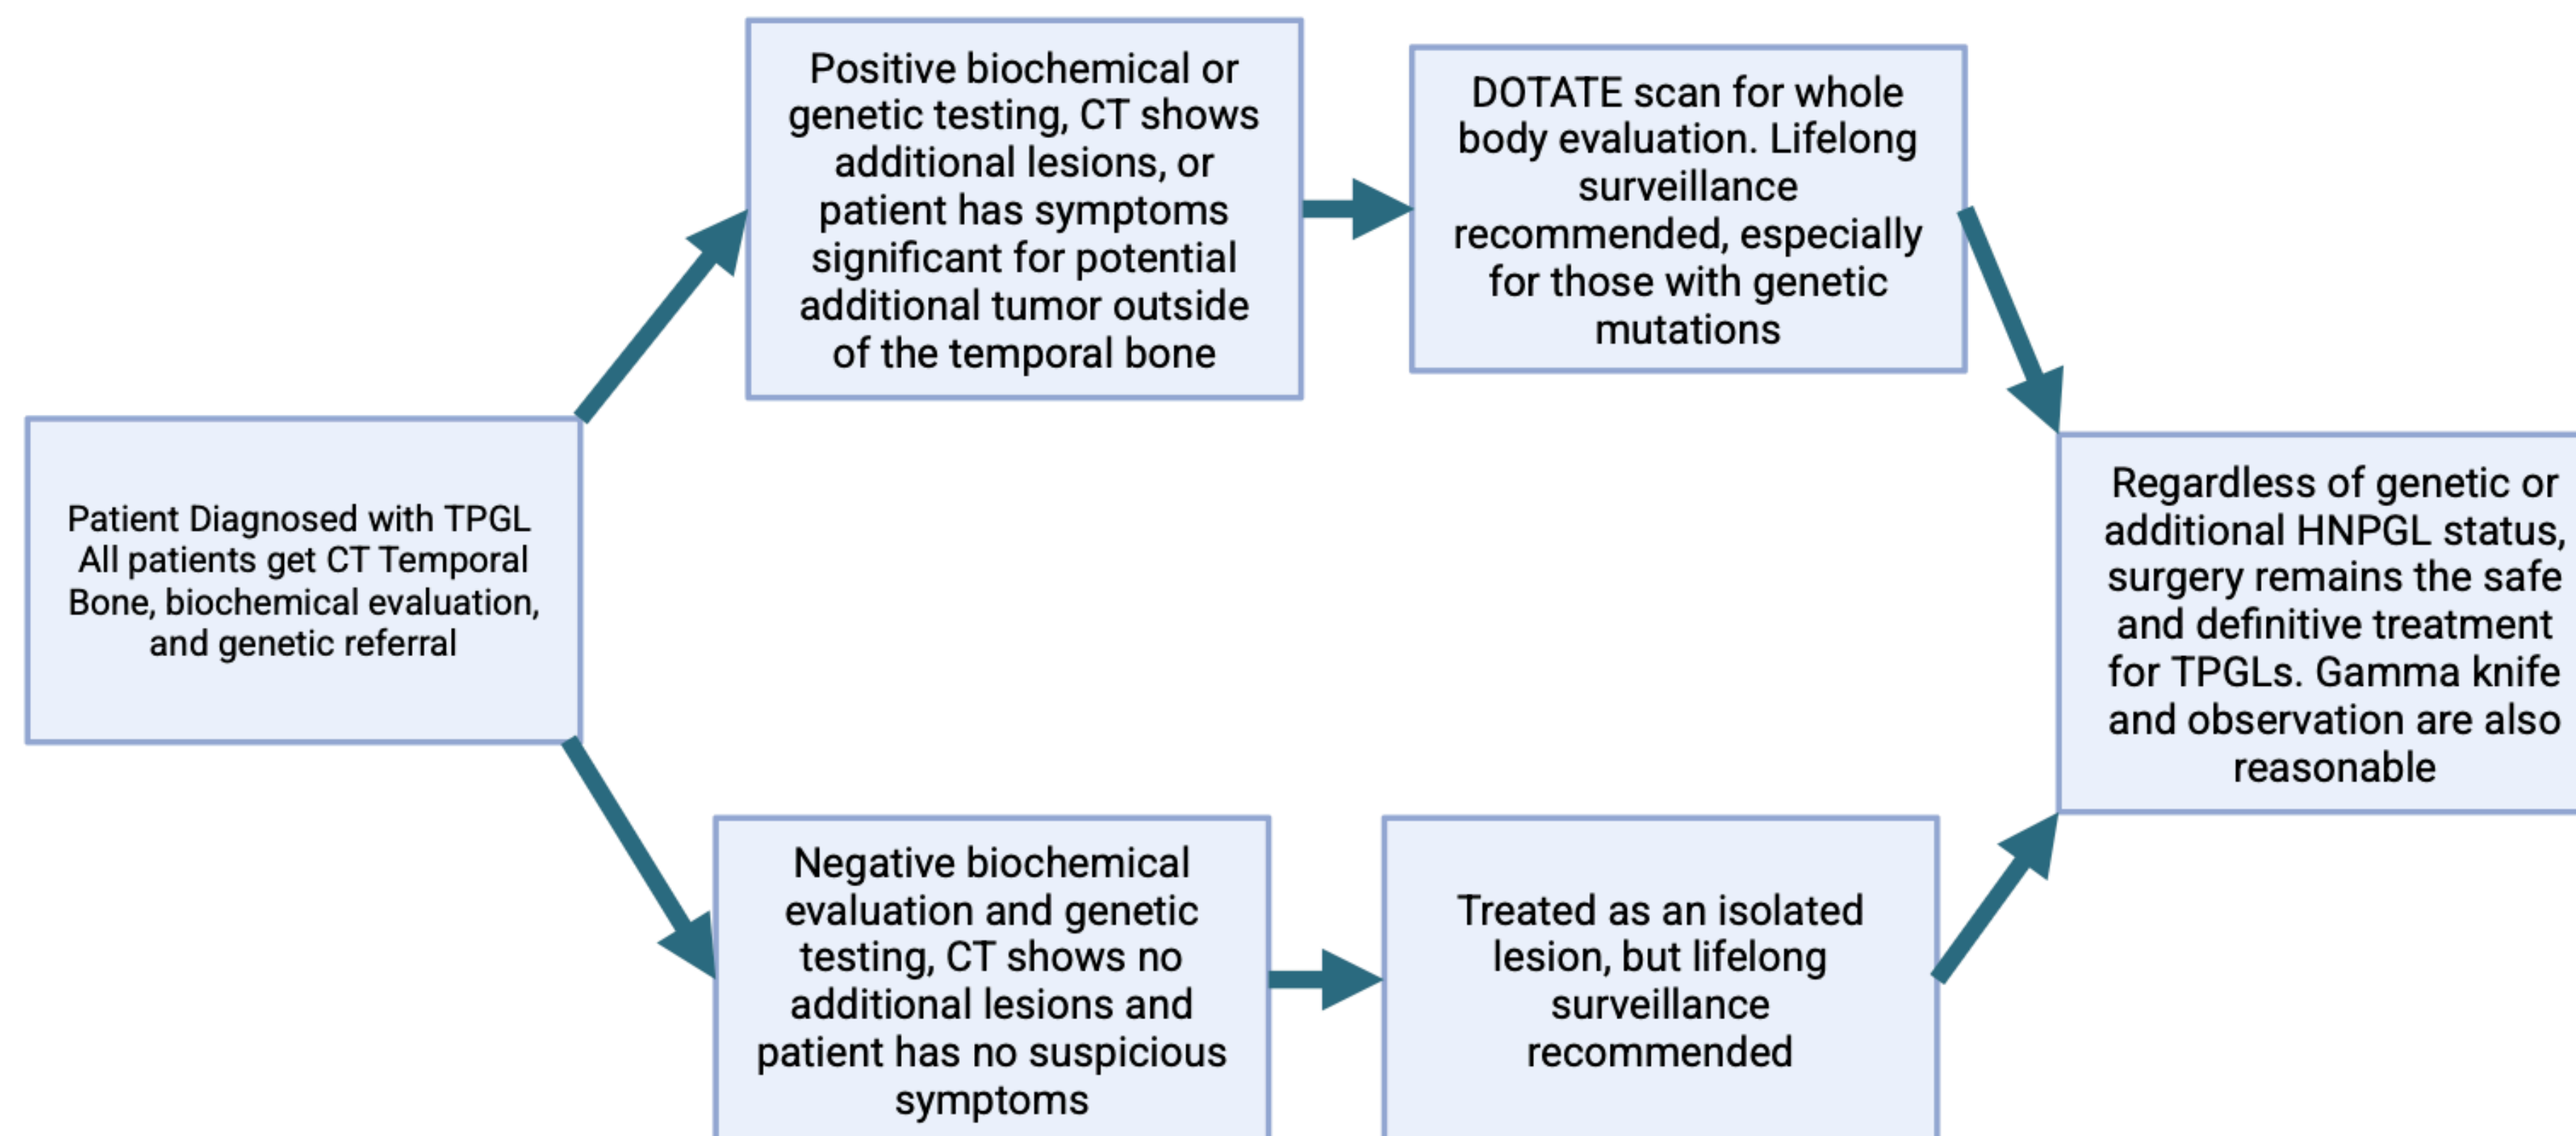 Positive biochemical or
genetic testing, CT shows
additional lesions, or
patient has symptoms
significant for potential
additional tumor outside
of the temporal bone
DOTATE scan for whole
body evaluation. Lifelong
surveillance
recommended, especially
for those with genetic
mutations
Patient Diagnosed with TPGL
All patients get CT Temporal
Bone, biochemical evaluation,
and genetic referral
Regardless of genetic or
additional HNPGL status,
surgery remains the safe
and definitive treatment
for TPGLs. Gamma knife
and observation are also
reasonable
Negative biochemical
evaluation and genetic
testing, CT shows no
additional lesions and
patient has no suspicious
symptoms
Treated as an isolated
lesion, but lifelong
surveillance
recommended